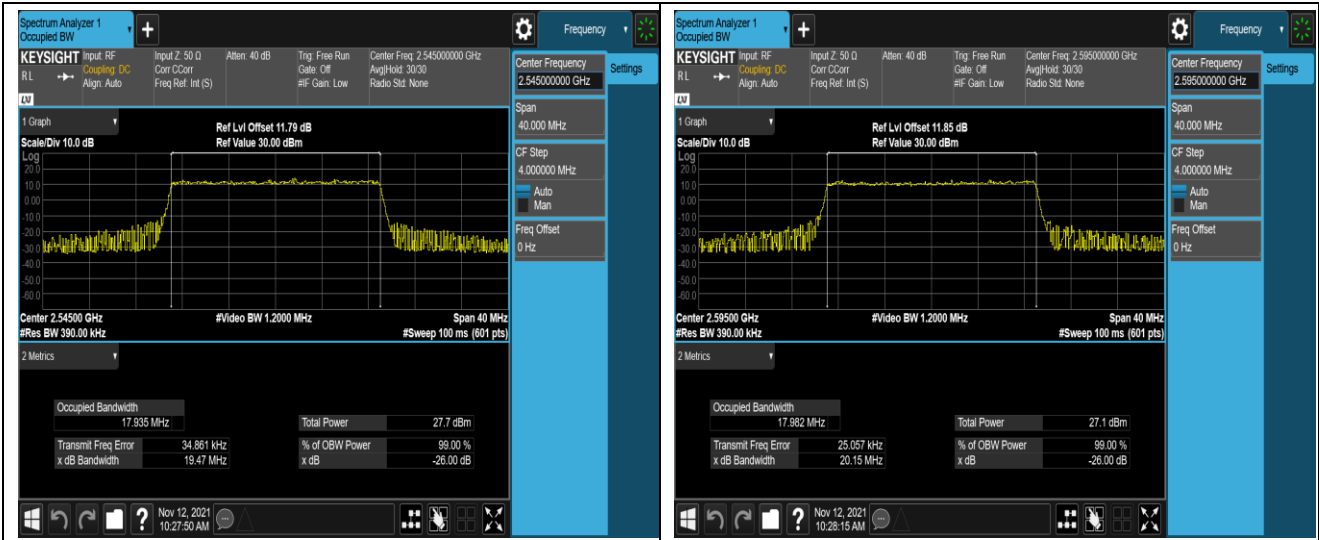 Spectrum Analyzer 1
Occupied BW
+
Frequency
KEYSIGHT
Input: RF
Coupling: DC
Align: Auto
Input Z: 50 Ω
Corr CCorr
Freq Ref: Int (S)
Atten: 40 dB
Trig: Free Run
Gate: Off
#IF Gain: Low
Center Freq: 2.545000000 GHz
Avg|Hold: 30/30
Radio Std: None
RL
LXI
Center Frequency
2.545000000 GHz
Settings
Span
40.000 MHz
CF Step
4.000000 MHz
Auto
Man
Freq Offset
0 Hz
1 Graph
Scale/Div 10.0 dB
Ref Lvl Offset 11.79 dB
Ref Value 30.00 dBm
Log
20.0
10.0
0.00
-10.0
-20.0
-30.0
-40.0
-50.0
-60.0
Center 2.54500 GHz
#Video BW 1.2000 MHz
Span 40 MHz
#Res BW 390.00 kHz
#Sweep 100 ms (601 pts)
2 Metrics
Occupied Bandwidth
17.935 MHz
Total Power 27.7 dBm
Transmit Freq Error 34.861 kHz
% of OBW Power 99.00 %
x dB Bandwidth 19.47 MHz
x dB -26.00 dB
?
Nov 12, 2021
10:27:50 AM
Spectrum Analyzer 1
Occupied BW
+
Frequency
KEYSIGHT
Input: RF
Coupling: DC
Align: Auto
Input Z: 50 Ω
Corr CCorr
Freq Ref: Int (S)
Atten: 40 dB
Trig: Free Run
Gate: Off
#IF Gain: Low
Center Freq: 2.595000000 GHz
Avg|Hold: 30/30
Radio Std: None
RL
LXI
Center Frequency
2.595000000 GHz
Settings
Span
40.000 MHz
CF Step
4.000000 MHz
Auto
Man
Freq Offset
0 Hz
1 Graph
Scale/Div 10.0 dB
Ref Lvl Offset 11.85 dB
Ref Value 30.00 dBm
Log
20.0
10.0
0.00
-10.0
-20.0
-30.0
-40.0
-50.0
-60.0
Center 2.59500 GHz
#Video BW 1.2000 MHz
Span 40 MHz
#Res BW 390.00 kHz
#Sweep 100 ms (601 pts)
2 Metrics
Occupied Bandwidth
17.982 MHz
Total Power 27.1 dBm
Transmit Freq Error 25.057 kHz
% of OBW Power 99.00 %
x dB Bandwidth 20.15 MHz
x dB -26.00 dB
?
Nov 12, 2021
10:28:15 AM